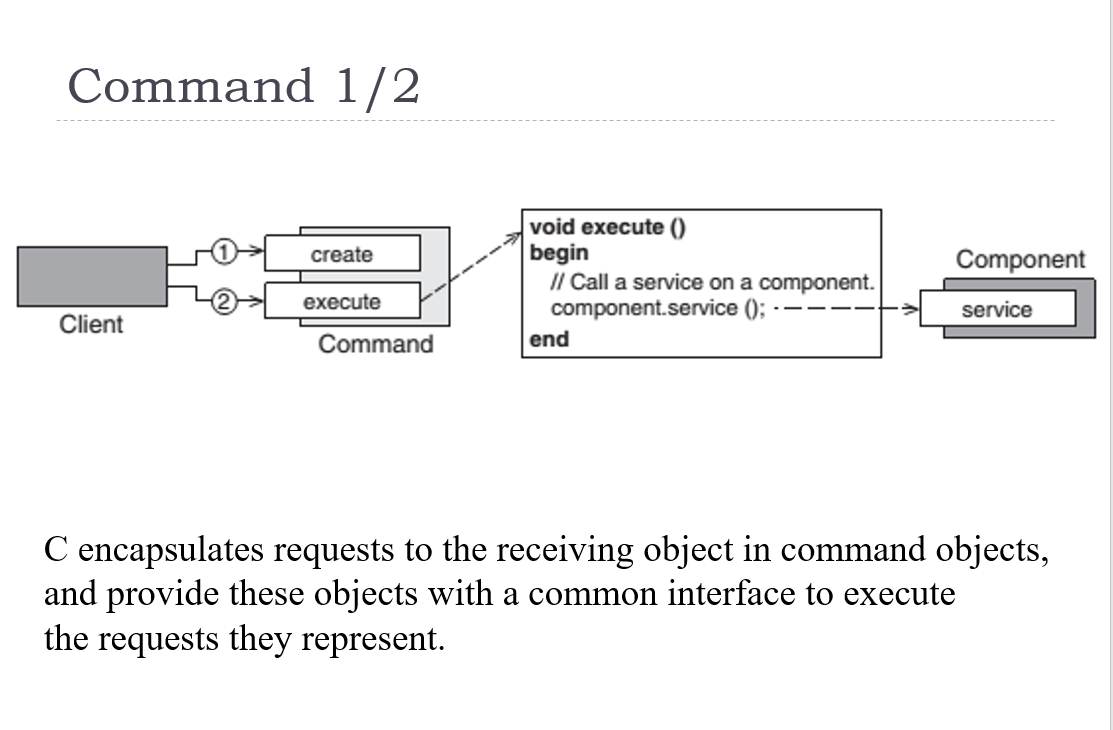 Command 1/2
1
create
2
execute
Client
Command
void execute ()
begin
// Call a service on a component.
component.service ();
end
Component
service
C encapsulates requests to the receiving object in command objects,
and provide these objects with a common interface to execute
the requests they represent.